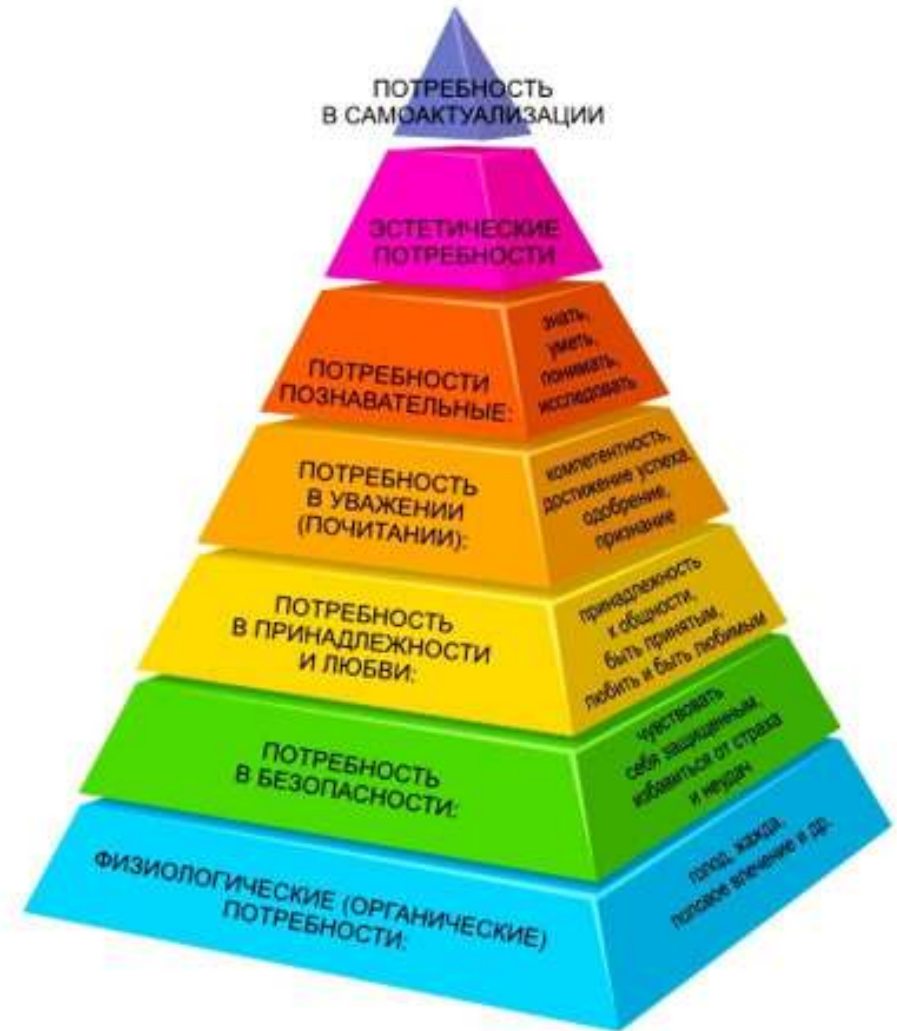 ПОТРЕБНОСТЬ
В САМОАКТУАЛИЗАЦИИ
ЭСТЕТИЧЕСКИЕ
ПОТРЕБНОСТИ
ПОТРЕБНОСТИ
ПОЗНАВАТЕЛЬНЫЕ:
знать,
уметь,
понимать,
исследовать
ПОТРЕБНОСТЬ
В УВАЖЕНИИ
(ПОЧИТАНИИ):
компетентность,
достижение успеха,
одобрение,
признание
ПОТРЕБНОСТЬ
В ПРИНАДЛЕЖНОСТИ
И ЛЮБВИ:
принадлежность
к общности,
быть принятым,
любить и быть любимым
ПОТРЕБНОСТЬ
В БЕЗОПАСНОСТИ:
чувствовать
себя защищенным,
избавиться от страха
и неудач
ФИЗИОЛОГИЧЕСКИЕ (ОРГАНИЧЕСКИЕ)
ПОТРЕБНОСТИ:
голод, жажда,
половое влечение и др.